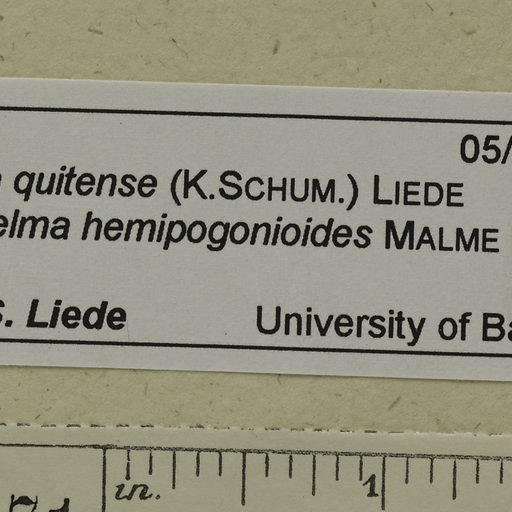 05/
quitense (K.SCHUM.) LIEDE
elma hemipogonioides MALME
S. Liede University of Ba
in. 1